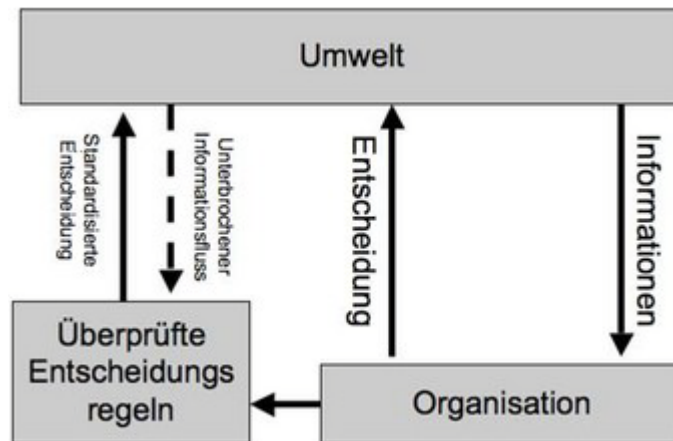 Umwelt
Standardisierte
Entscheidung
Unterbrochener
Informationsfluss
Entscheidung
Informationen
Überprüfte
Entscheidungs
regeln
Organisation